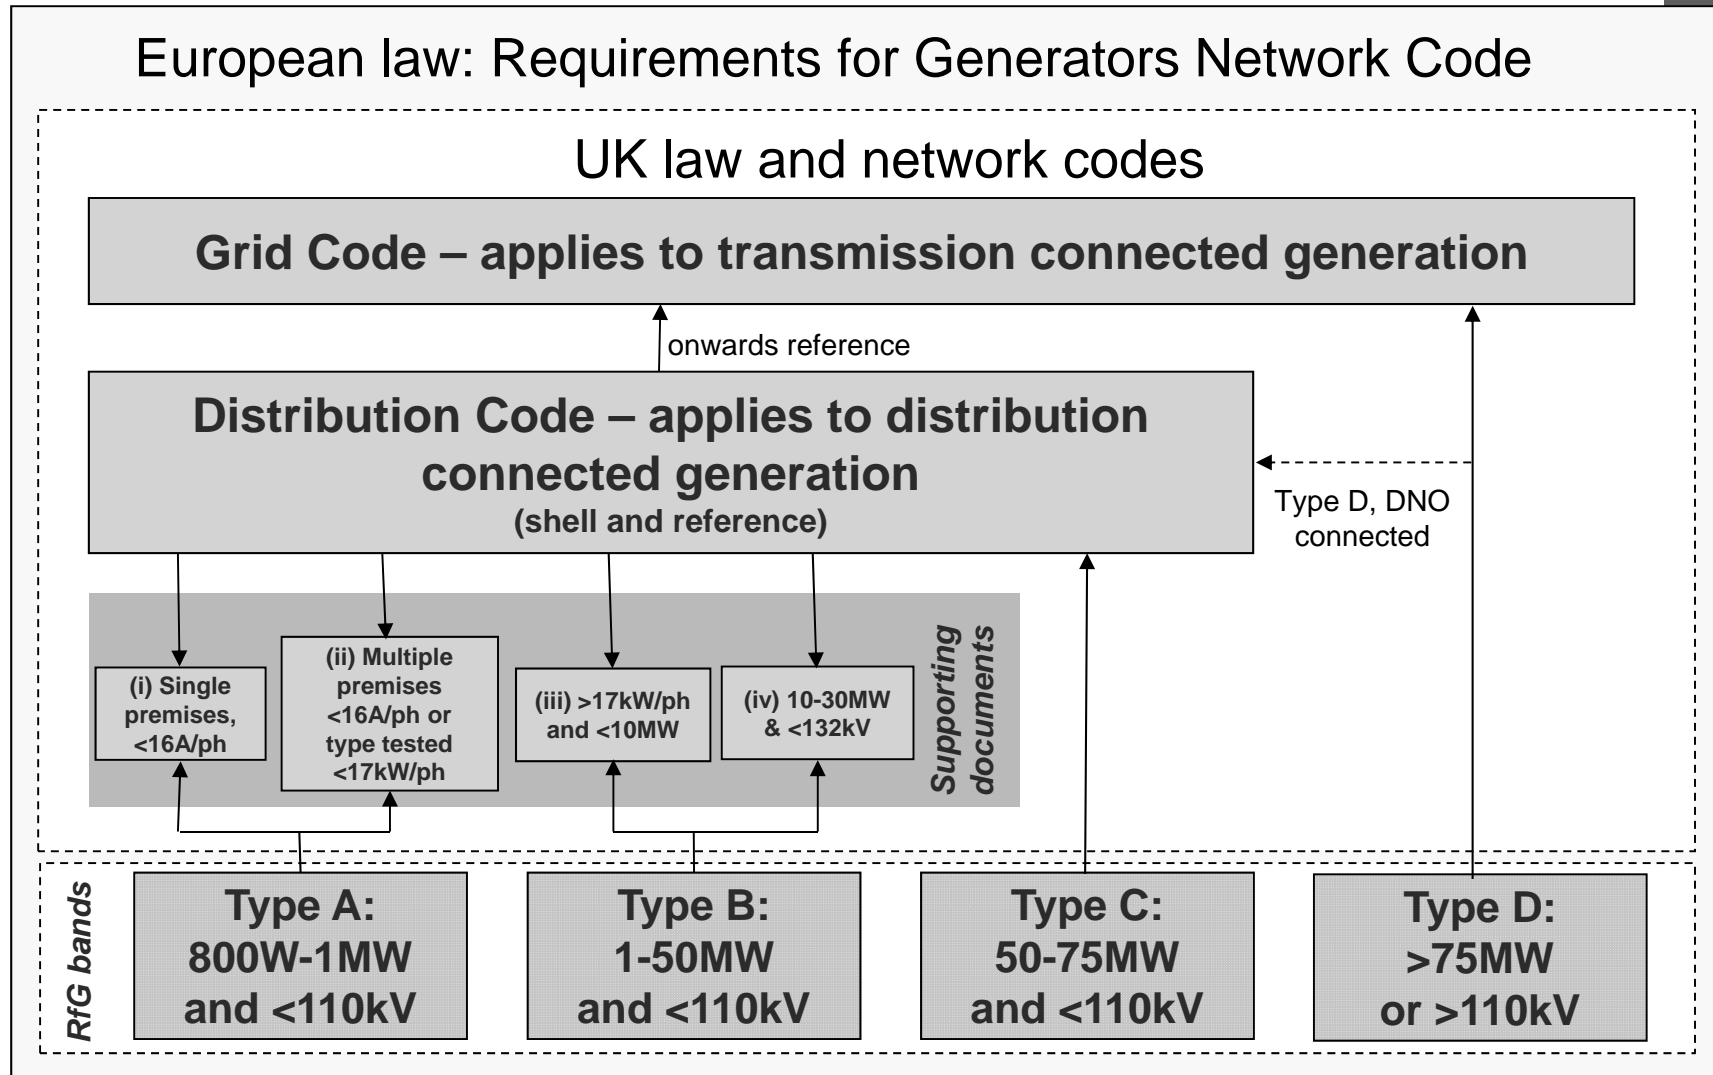 European law: Requirements for Generators Network Code
UK law and network codes
Grid Code – applies to transmission connected generation
onwards reference
Distribution Code – applies to distribution
connected generation
(shell and reference)
Type D, DNO
connected
(i) Single
premises,
<16A/ph
(ii) Multiple
premises
<16A/ph or
type tested
<17kW/ph
(iii) >17kW/ph
and <10MW
(iv) 10-30MW
& <132kV
Supporting
documents
RfG bands
Type A:
800W-1MW
and <110kV
Type B:
1-50MW
and <110kV
Type C:
50-75MW
and <110kV
Type D:
>75MW
or >110kV